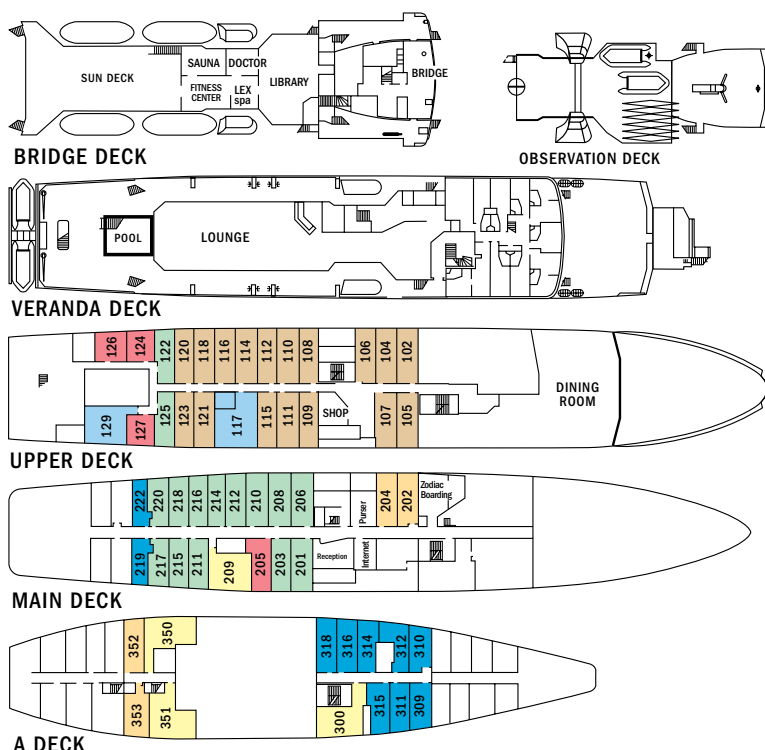 SUN DECK
SAUNA
DOCTOR
FITNESS
CENTER
LEX
spa
LIBRARY
BRIDGE
BRIDGE DECK
OBSERVATION DECK
POOL
LOUNGE
VERANDA DECK
126
124
122
120
118
116
114
112
110
108
106
104
102
129
127
125
123
121
117
115
111
109
SHOP
107
105
DINING
ROOM
UPPER DECK
222
220
218
216
214
212
210
208
206
Purser
204
202
Zodiac
Boarding
219
217
215
211
209
205
203
201
Reception
Internet
MAIN DECK
352
350
318
316
314
312
310
353
351
300
315
311
309
A DECK